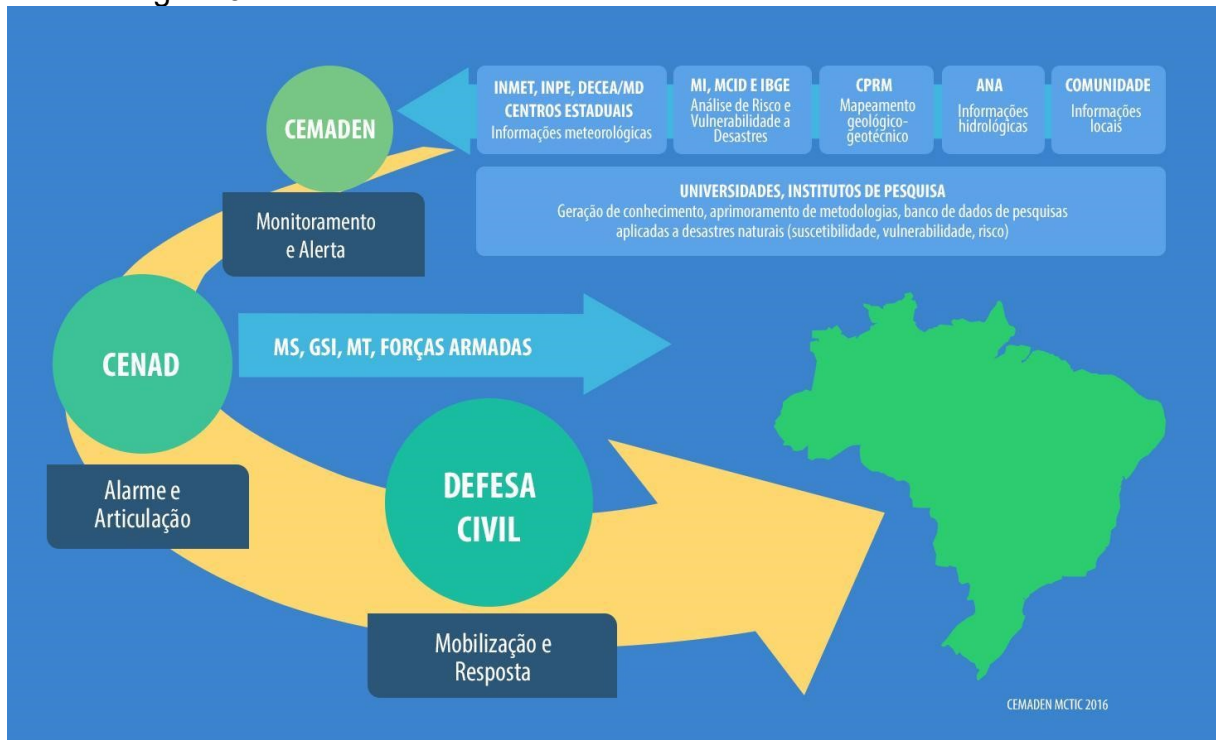 CEMADEN
INMET, INPE, DECEA/MD
CENTROS ESTADUAIS
Informações meteorológicas
MI, MCID E IBGE
Análise de Risco e
Vulnerabilidade a
Desastres
CPRM
Mapeamento
geológico-
geotécnico
ANA
Informações
hidrológicas
COMUNIDADE
Informações
locais
UNIVERSIDADES, INSTITUTOS DE PESQUISA
Geração de conhecimento, aprimoramento de metodologias, banco de dados de pesquisas
aplicadas a desastres naturais (suscetibilidade, vulnerabilidade, risco)
Monitoramento
e Alerta
CENAD
MS, GSI, MT, FORÇAS ARMADAS
Alarme e
Articulação
DEFESA
CIVIL
Mobilização e
Resposta
CEMADEN MCTIC 2016